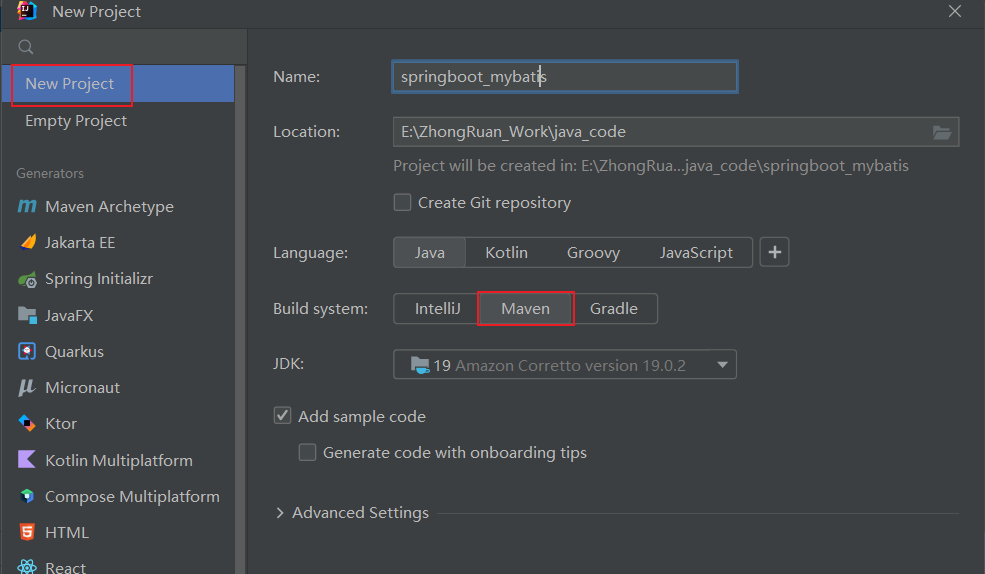 New Project
New Project
Empty Project
Generators
Maven Archetype
Jakarta EE
Spring Initializr
JavaFX
Quarkus
Micronaut
Ktor
Kotlin Multiplatform
Compose Multiplatform
HTML
React
Name: springboot_mybatis
Location: E:\ZhongRuan_Work\java_code
Project will be created in: E:\ZhongRua...java_code\springboot_mybatis
Create Git repository
Language: Java Kotlin Groovy JavaScript +
Build system: IntelliJ Maven Gradle
JDK: 19 Amazon Corretto version 19.0.2
Add sample code
Generate code with onboarding tips
Advanced Settings